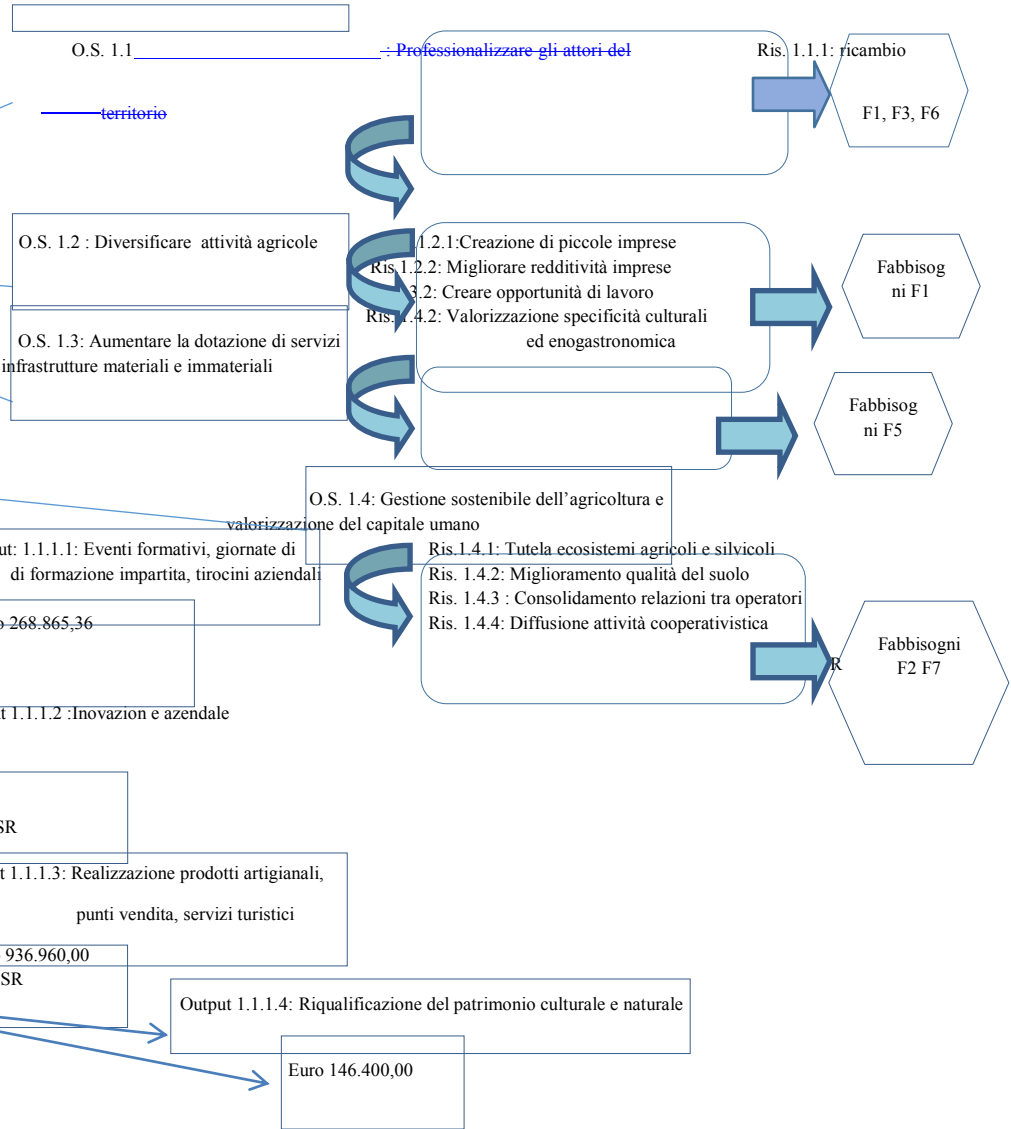 O.S. 1.1 : Professionalizzare gli attori del
territorio
Ris. 1.1.1: ricambio
F1, F3, F6
O.S. 1.2 : Diversificare attività agricole
1.2.1:Creazione di piccole imprese
Ris.1.2.2: Migliorare redditività imprese
3.2: Creare opportunità di lavoro
Ris. 1.4.2: Valorizzazione specificità culturali
ed enogastronomica
Fabbisog
ni F1
O.S. 1.3: Aumentare la dotazione di servizi
infrastrutture materiali e immateriali
Fabbisog
ni F5
O.S. 1.4: Gestione sostenibile dell’agricoltura e
valorizzazione del capitale umano
ut: 1.1.1.1: Eventi formativi, giornate di
di formazione impartita, tirocini aziendali
268.865,36
Ris.1.4.1: Tutela ecosistemi agricoli e silvicoli
Ris. 1.4.2: Miglioramento qualità del suolo
Ris. 1.4.3 : Consolidamento relazioni tra operatori
Ris. 1.4.4: Diffusione attività cooperativistica
R
Fabbisogni
F2 F7
t 1.1.1.2 :Inovazion e azendale
SR
t 1.1.1.3: Realizzazione prodotti artigianali,
punti vendita, servizi turistici
936.960,00
SR
Output 1.1.1.4: Riqualificazione del patrimonio culturale e naturale
Euro 146.400,00